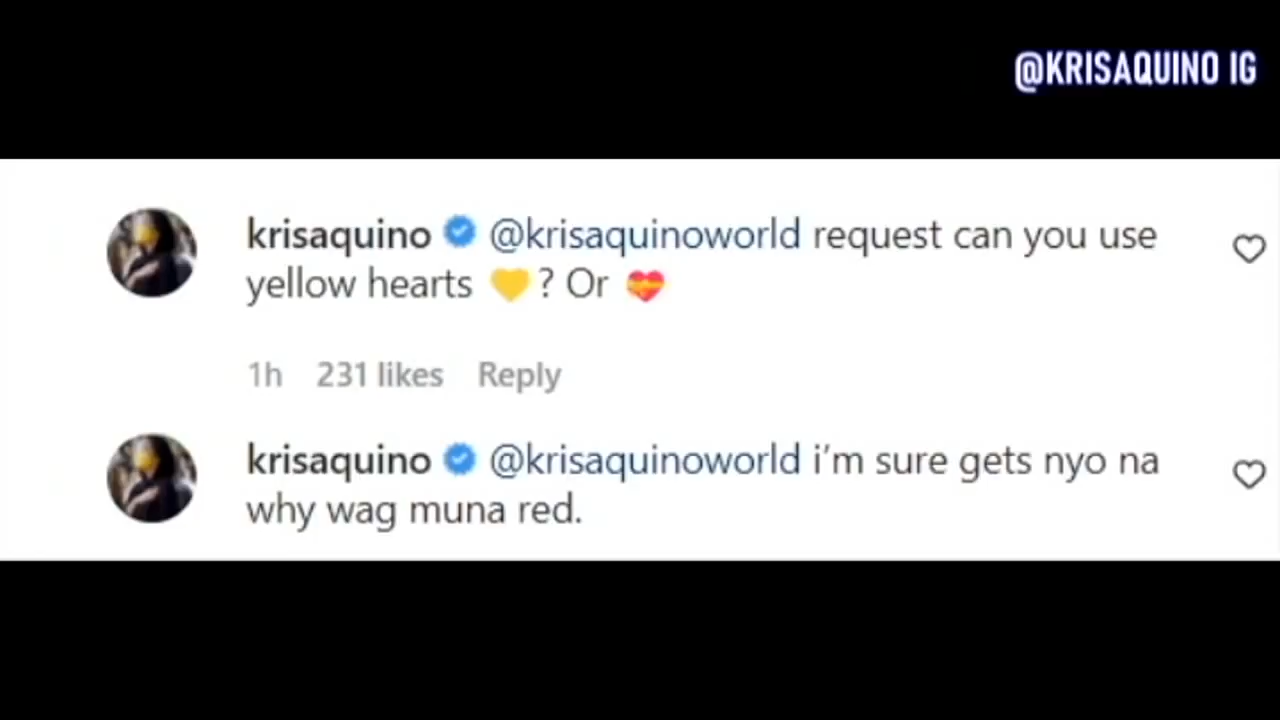 @KRISAQUINO IG
krisaquino @krisaquinoworld request can you use
yellow hearts 💛? Or 💝
1h 231 likes Reply
krisaquino @krisaquinoworld i'm sure gets nyo na
why wag muna red.